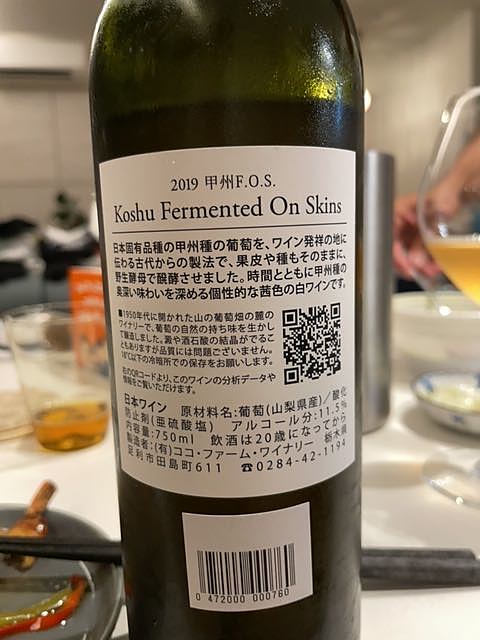 2019 甲州F.O.S.
Koshu Fermented On Skins
日本固有品種の甲州種の葡萄を、ワイン発祥の地に
伝わる古代からの製法で、果皮や種もそのままに、
野生酵母で醗酵させました。時間とともに甲州種の
奥深い味わいを深める個性的な茜色の白ワインです。
■1950年代に開かれた山の葡萄畑の麓の
ワイナリーで、葡萄の自然の持ち味を生かし
て醸造しました。澱や酒石酸の結晶がでるこ
ともありますが品質には問題ございません。
18℃以下の冷暗所での保存をお願いします。
右のQRコードより、このワインの分析データや
情報をご覧いただけます。
日本ワイン 原材料名:葡萄(山梨県産)/酸化
防止剤(亜硫酸塩) アルコール分:11.5%
内容量:750ml 飲酒は20歳になってから
製造者:(有)ココ・ファーム・ワイナリー 栃木県
足利市田島町611 ☎0284-42-1194
0 472000 000760